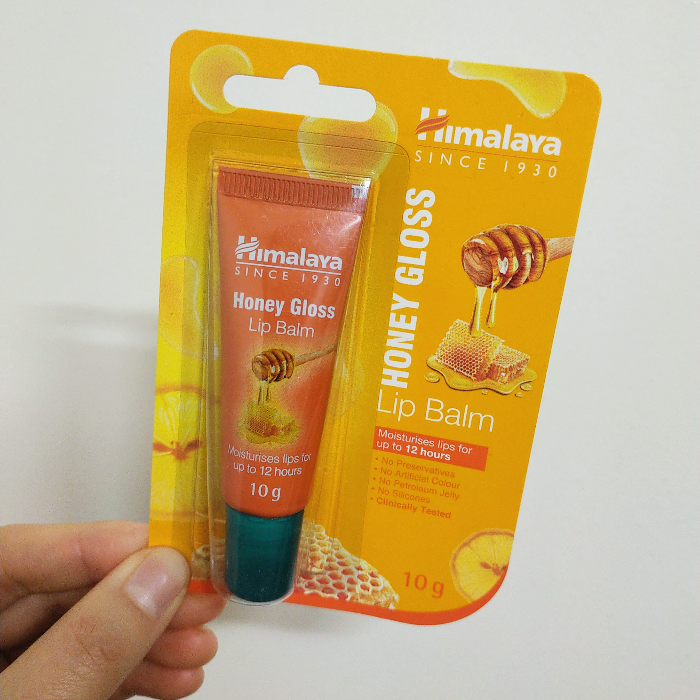 Himalaya
SINCE 1930
HONEY GLOSS
Lip Balm
Moisturises lips for
up to 12 hours
• No Preservatives
• No Artificial Colour
• No Petroleum Jelly
• No Silicones
• Clinically Tested
10 g
Himalaya
SINCE 1930
Honey Gloss
Lip Balm
Moisturises lips for
up to 12 hours
10 g